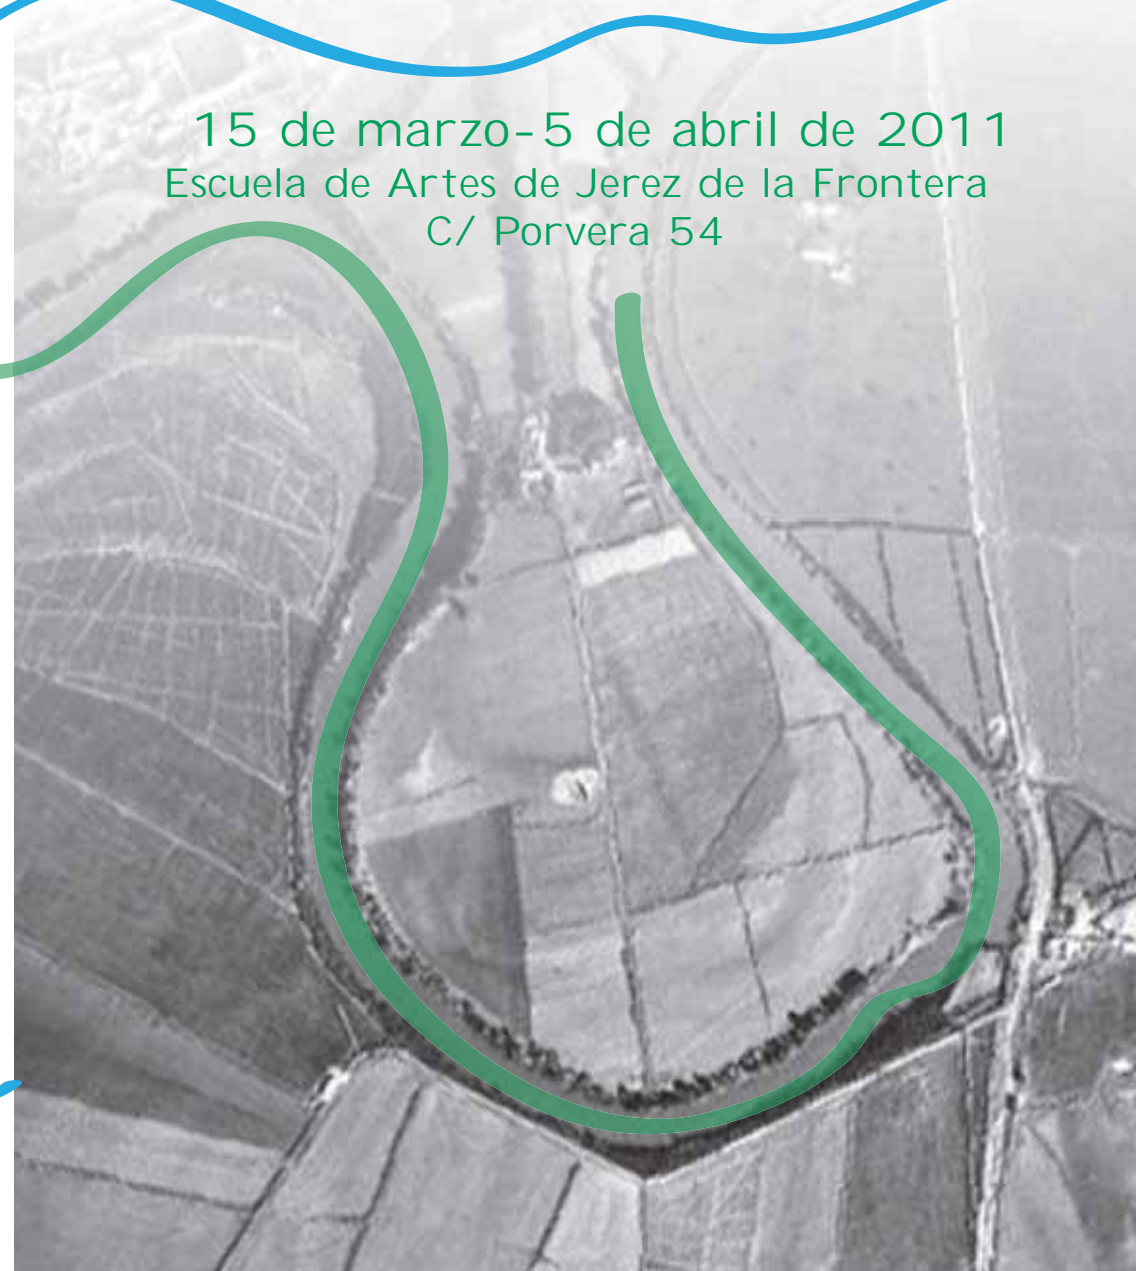 15 de marzo-5 de abril de 2011
Escuela de Artes de Jerez de la Frontera
C/ Porvera 54